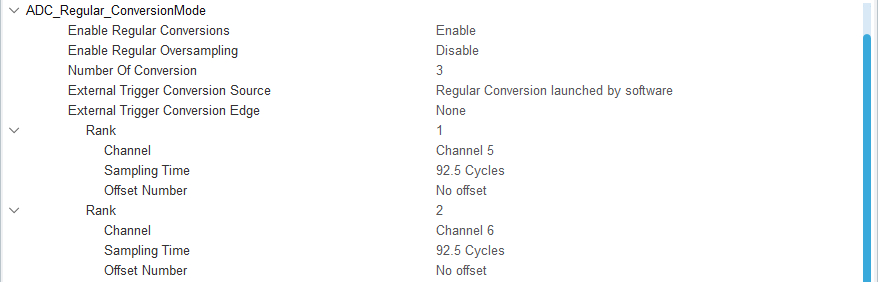 ADC_Regular_ConversionMode
Enable Regular Conversions Enable
Enable Regular Oversampling Disable
Number Of Conversion 3
External Trigger Conversion Source Regular Conversion launched by software
External Trigger Conversion Edge None
Rank 1
Channel Channel 5
Sampling Time 92.5 Cycles
Offset Number No offset
Rank 2
Channel Channel 6
Sampling Time 92.5 Cycles
Offset Number No offset